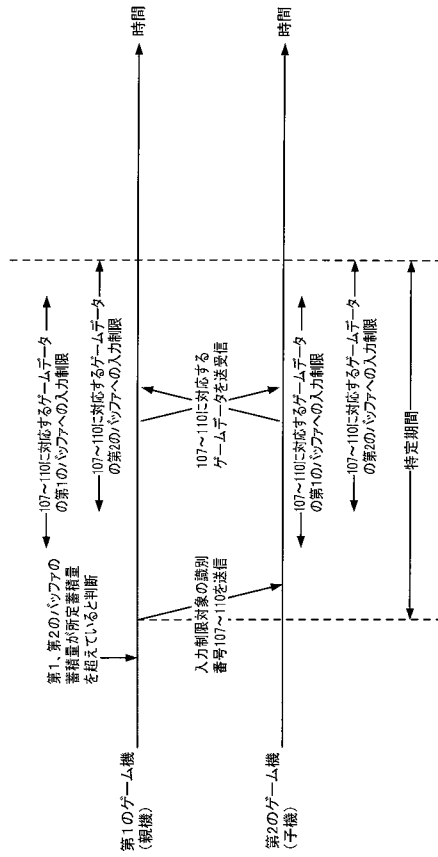 第1、第2のバッファの
蓄積量が所定蓄積量
を超えていると判断
107～110に対応するゲームデータ
の第1のバッファへの入力制限
107～110に対応するゲームデータ
の第2のバッファへの入力制限
第1のゲーム機
(親機)
時間
入力制限対象の識別
番号107～110を送信
107～110に対応する
ゲームデータを送受信
第2のゲーム機
(子機)
時間
107～110に対応するゲームデータ
の第1のバッファへの入力制限
107～110に対応するゲームデータ
の第2のバッファへの入力制限
特定期間